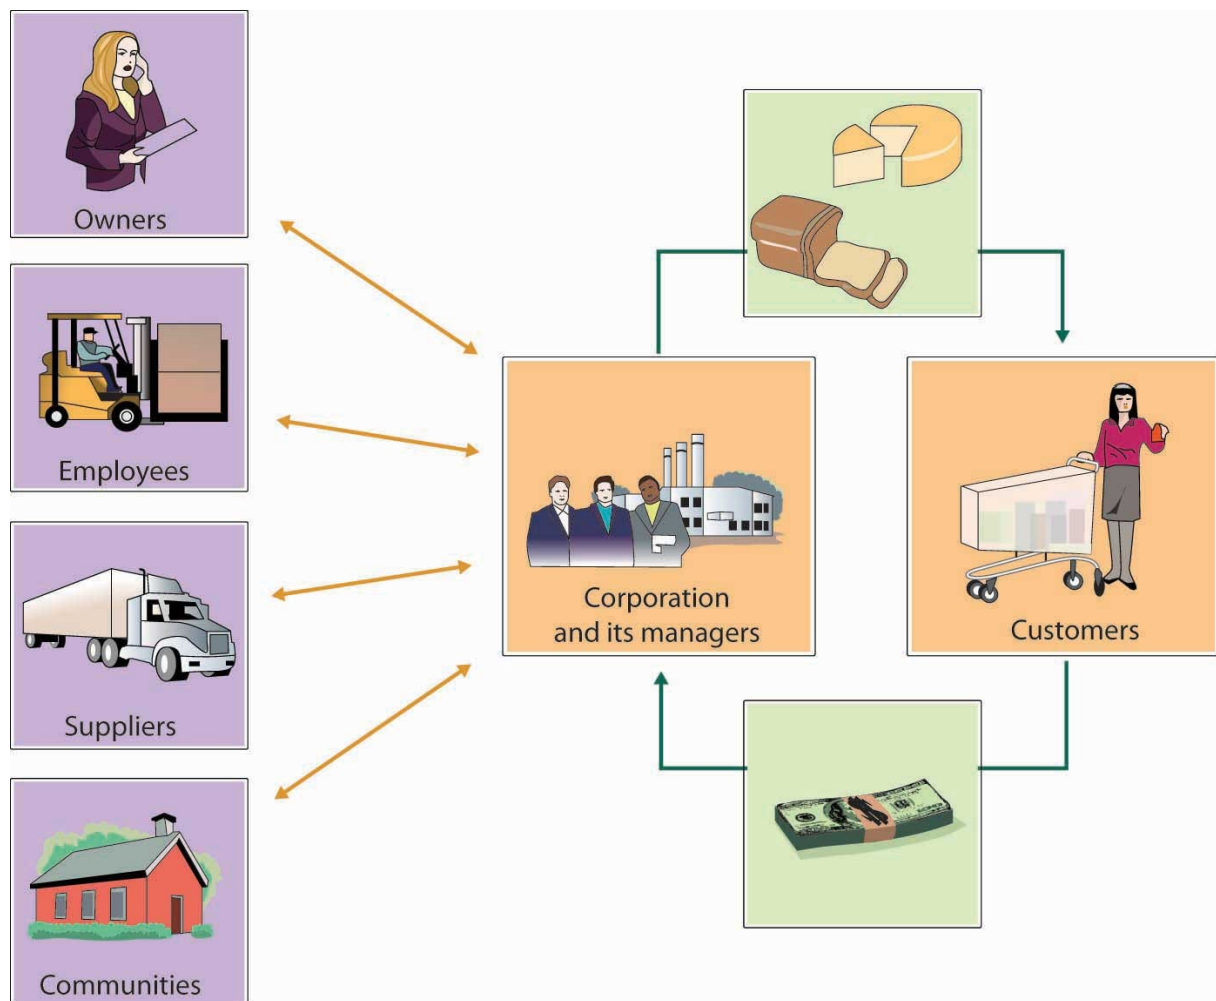 Owners
Employees
Suppliers
Communities
Corporation
and its managers
Customers